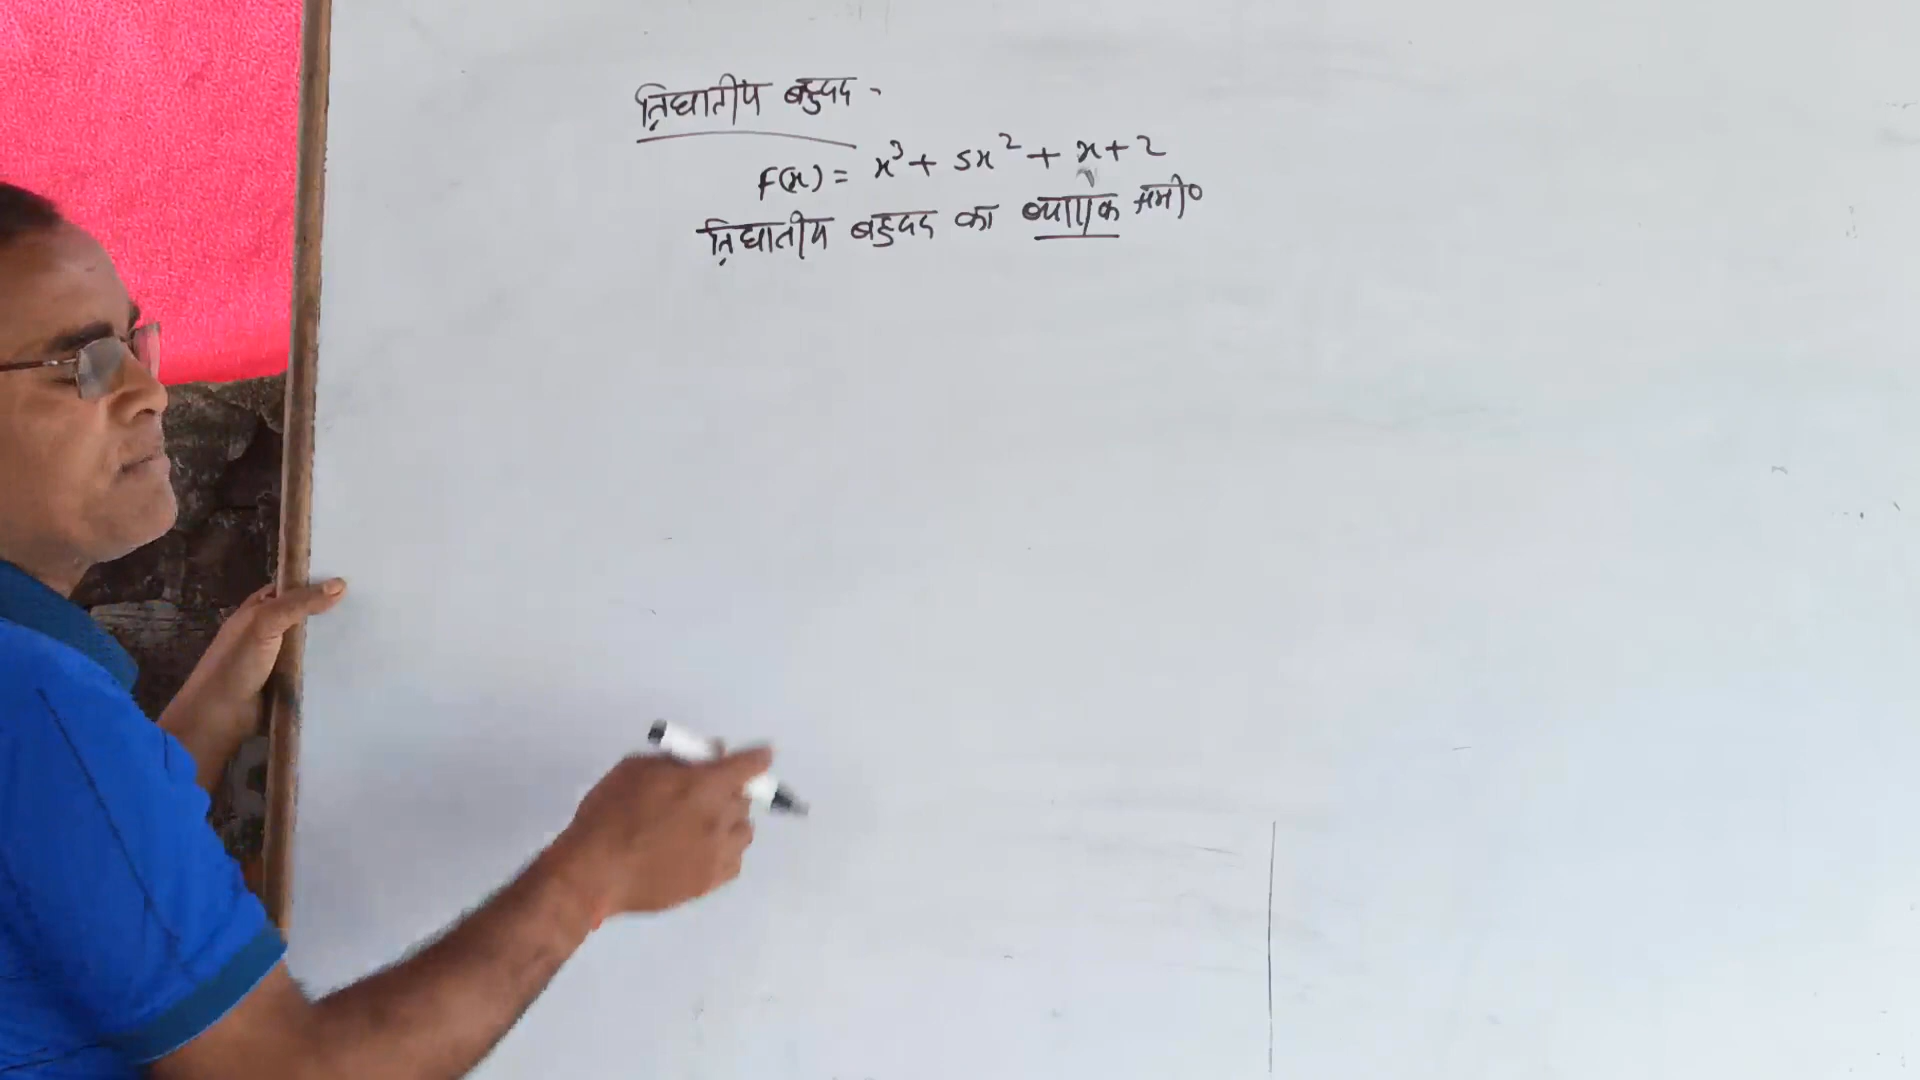 त्रिघातीय बहुपद -
F(x) = x³ + 5x² + x + 2
त्रिघातीय बहुपद का व्यापक समी०